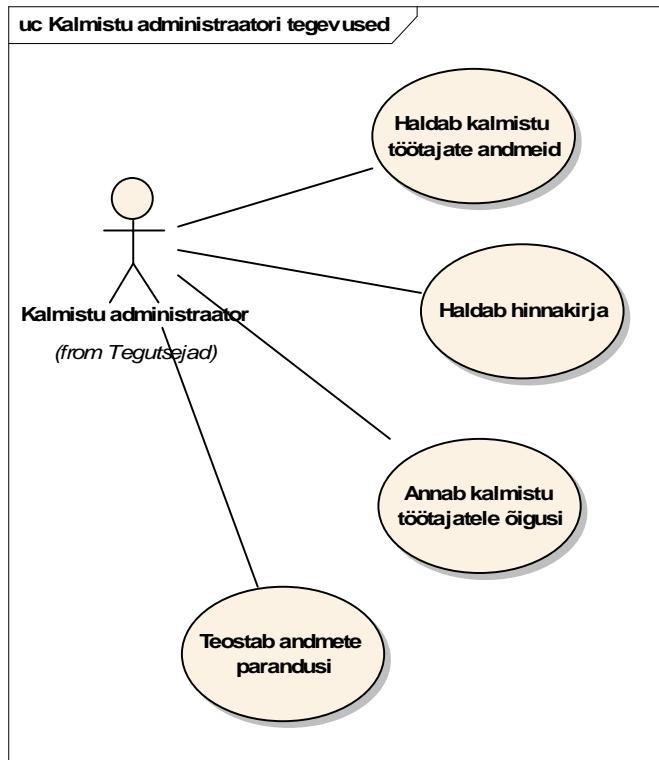 uc Kalmistu administraatori tegevused
Haldab kalmistu
töötajate andmeid
Kalmistu administraator
(from Tegutsejad)
Haldab hinnakirja
Annab kalmistu
töötajatele õigusi
Teostab andmete
parandusi